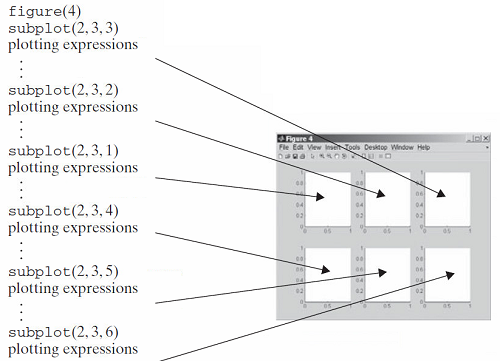 figure(4)
subplot(2,3,3)
plotting expressions
⋮
subplot(2,3,2)
plotting expressions
⋮
subplot(2,3,1)
plotting expressions
⋮
subplot(2,3,4)
plotting expressions
⋮
subplot(2,3,5)
plotting expressions
⋮
subplot(2,3,6)
plotting expressions
Figure 4
File Edit View Insert Tools Desktop Window Help
1 1 1
0.8 0.8 0.8
0.6 0.6 0.6
0.4 0.4 0.4
0.2 0.2 0.2
0 0 0
0 0.5 1 0 0.5 1 0 0.5 1
1 1 1
0.8 0.8 0.8
0.6 0.6 0.6
0.4 0.4 0.4
0.2 0.2 0.2
0 0 0
0 0.5 1 0 0.5 1 0 0.5 1